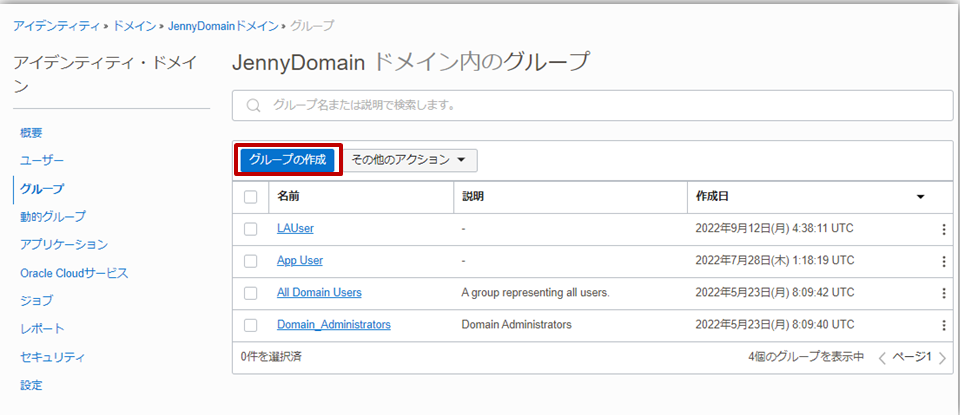 アイデンティティ » ドメイン » JennyDomainドメイン » グループ
アイデンティティ・ドメイ
ン
概要
ユーザー
グループ
動的グループ
アプリケーション
Oracle Cloudサービス
ジョブ
レポート
セキュリティ
設定
JennyDomain ドメイン内のグループ
グループ名または説明で検索します。
グループの作成 その他のアクション
名前 説明 作成日
LAUser - 2022年9月12日(月) 4:38:11 UTC
App User - 2022年7月28日(木) 1:18:19 UTC
All Domain Users A group representing all users. 2022年5月23日(月) 8:09:42 UTC
Domain_Administrators Domain Administrators 2022年5月23日(月) 8:09:40 UTC
0件を選択済 4個のグループを表示中 ページ1